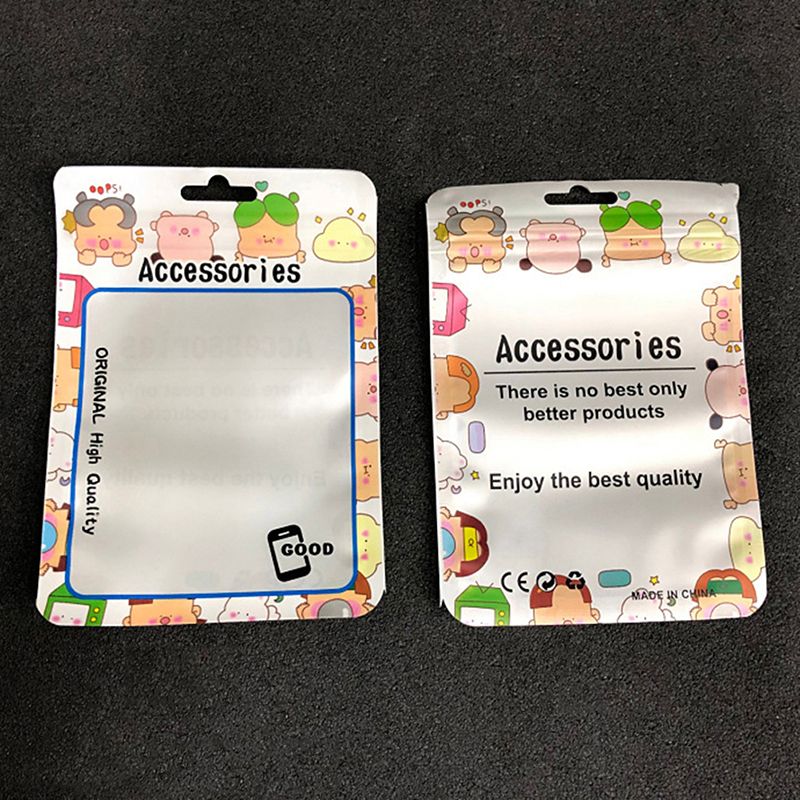 OOPS!
Accessories
ORIGINAL High Quality
GOOD
OOPS!
Accessories
There is no best only
better products
Enjoy the best quality
CE
MADE IN CHINA